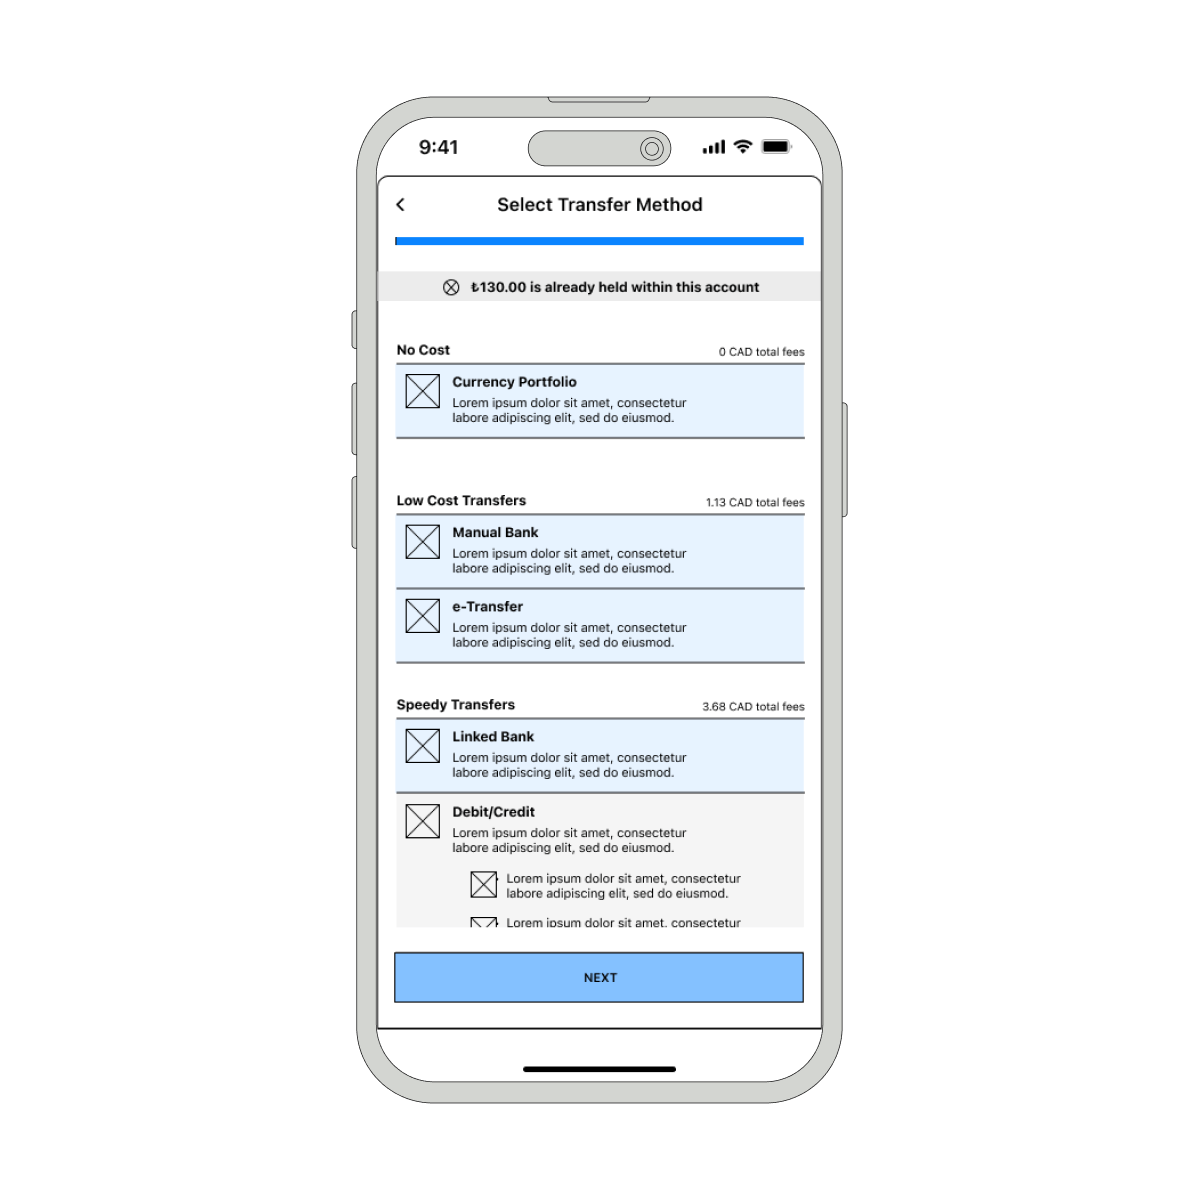 9:41
Select Transfer Method
₺130.00 is already held within this account
No Cost
0 CAD total fees
Currency Portfolio
Lorem ipsum dolor sit amet, consectetur
labore adipiscing elit, sed do eiusmod.
Low Cost Transfers
1.13 CAD total fees
Manual Bank
Lorem ipsum dolor sit amet, consectetur
labore adipiscing elit, sed do eiusmod.
e-Transfer
Lorem ipsum dolor sit amet, consectetur
labore adipiscing elit, sed do eiusmod.
Speedy Transfers
3.68 CAD total fees
Linked Bank
Lorem ipsum dolor sit amet, consectetur
labore adipiscing elit, sed do eiusmod.
Debit/Credit
Lorem ipsum dolor sit amet, consectetur
labore adipiscing elit, sed do eiusmod.
Lorem ipsum dolor sit amet, consectetur
labore adipiscing elit, sed do eiusmod.
Lorem ipsum dolor sit amet, consectetur
NEXT